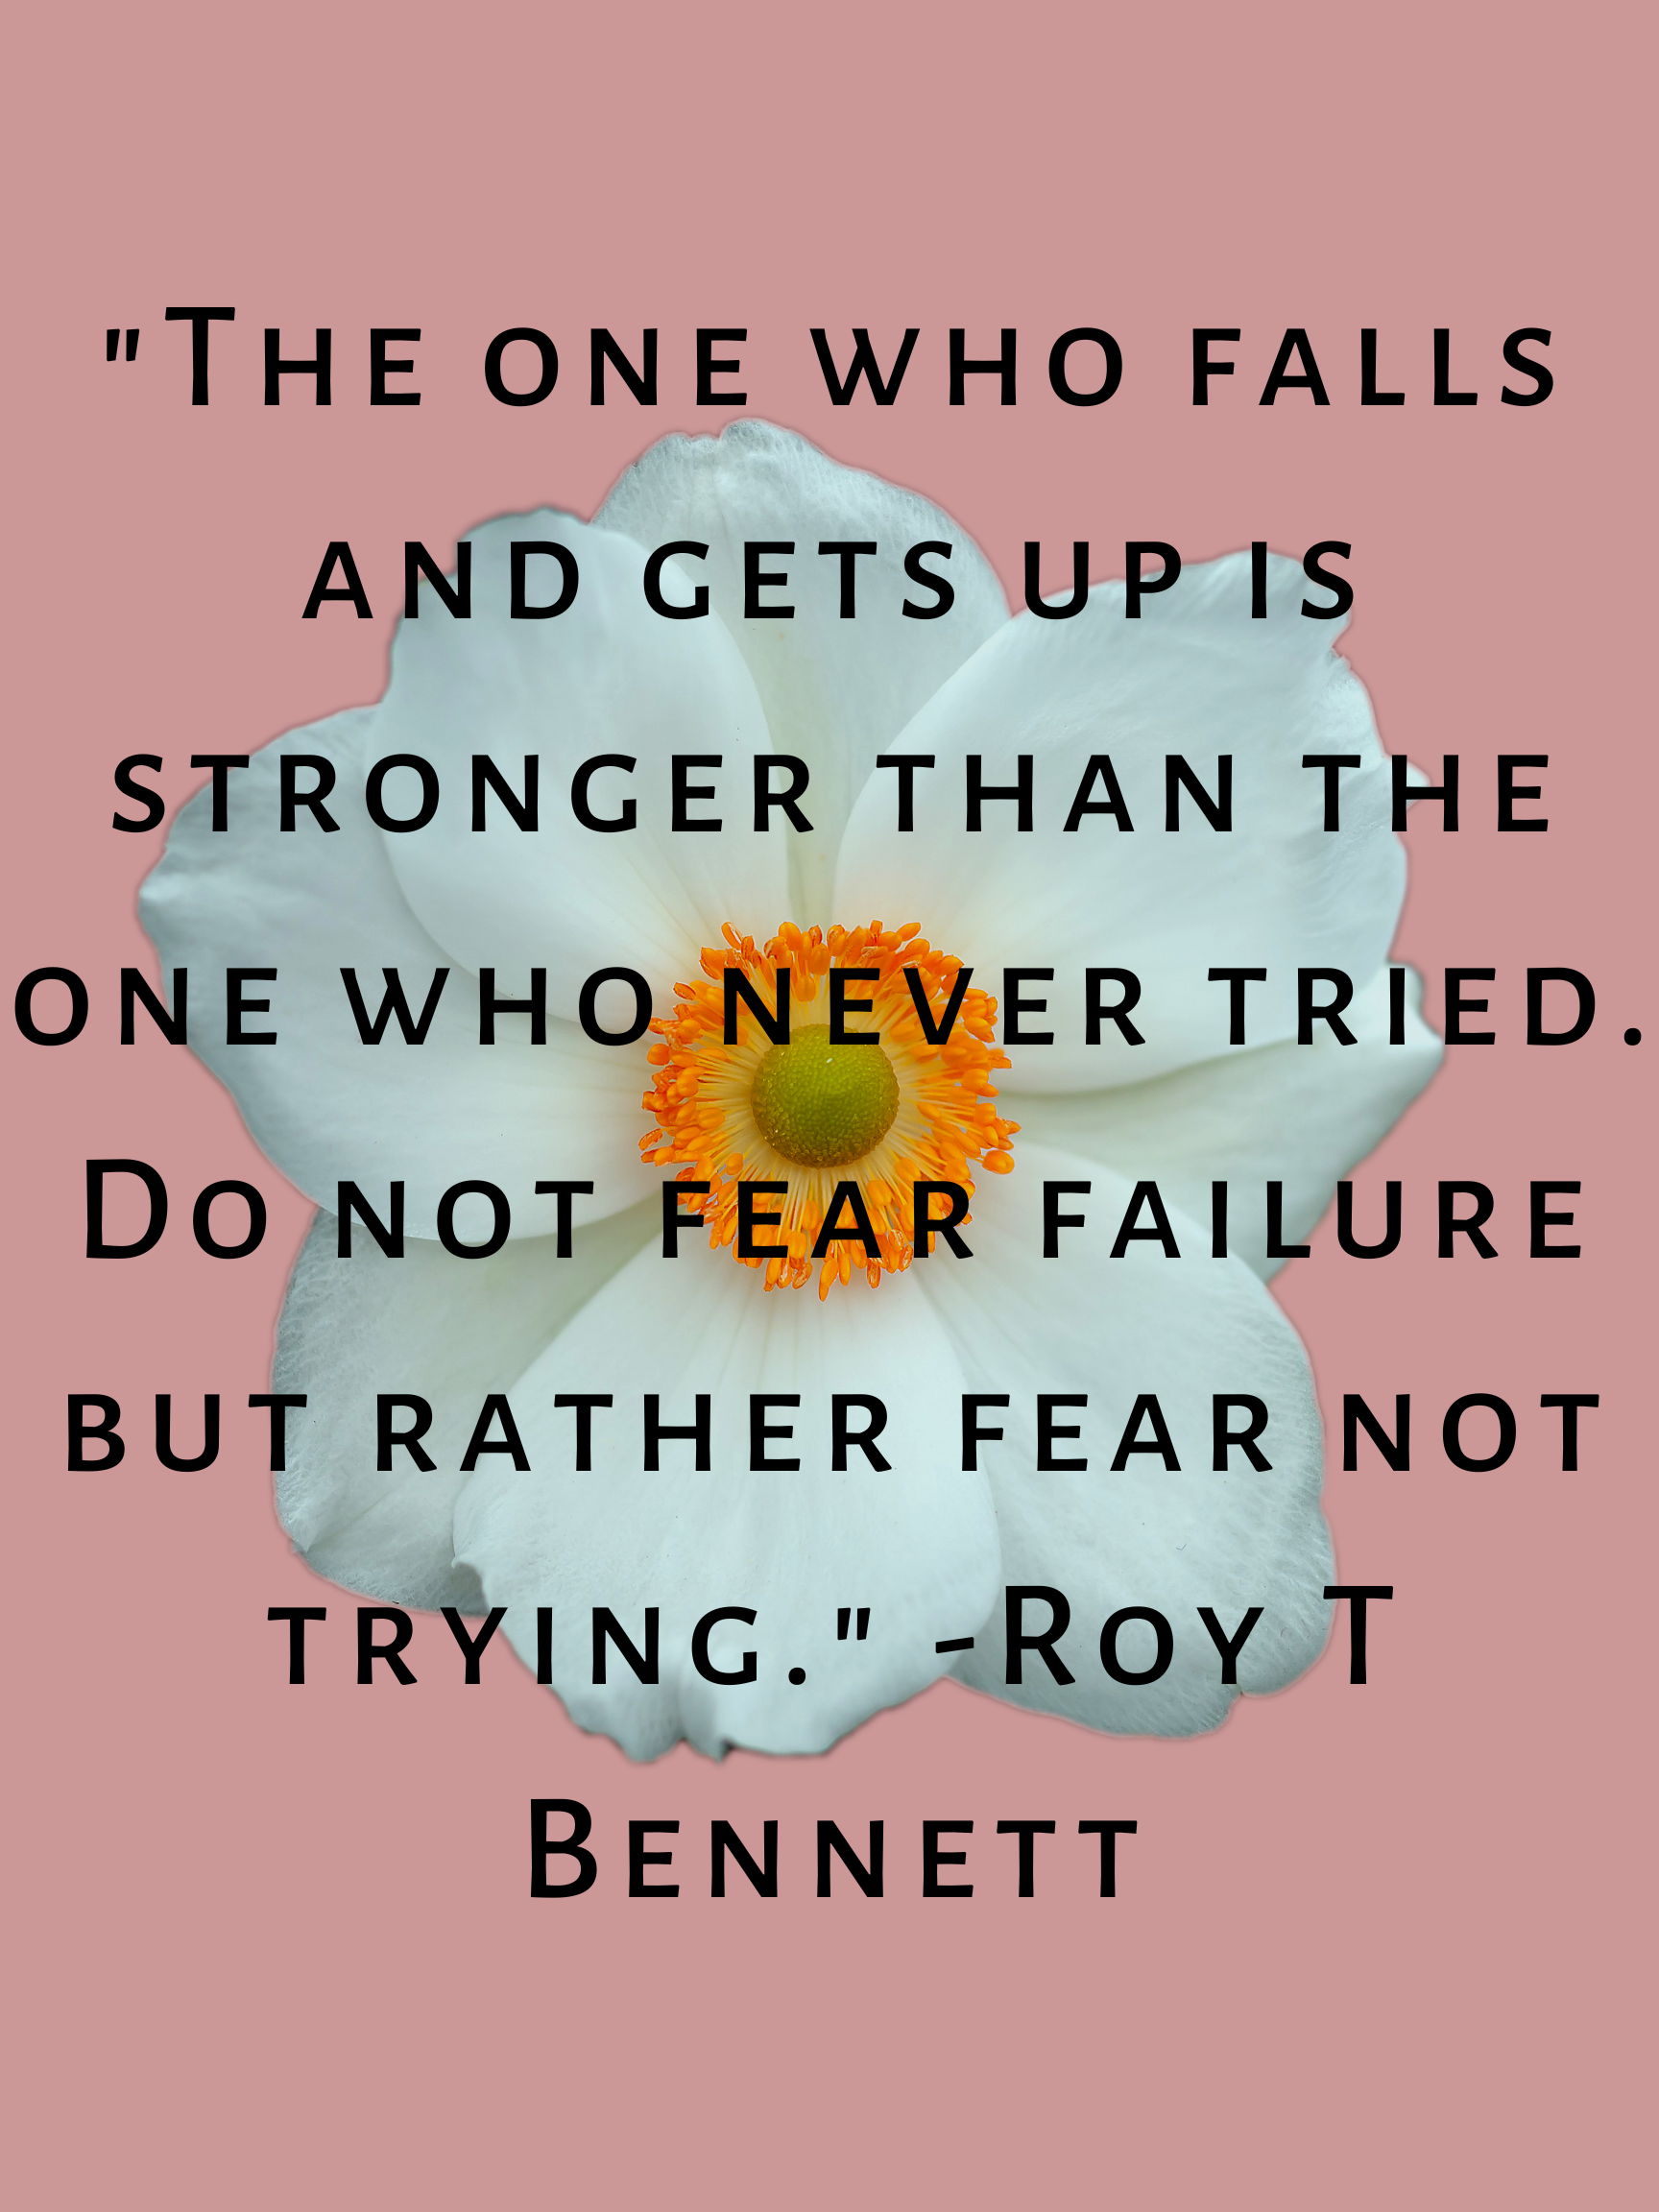 "The one who falls
and gets up is
stronger than the
one who never tried.
Do not fear failure
but rather fear not
trying." -Roy T
Bennett